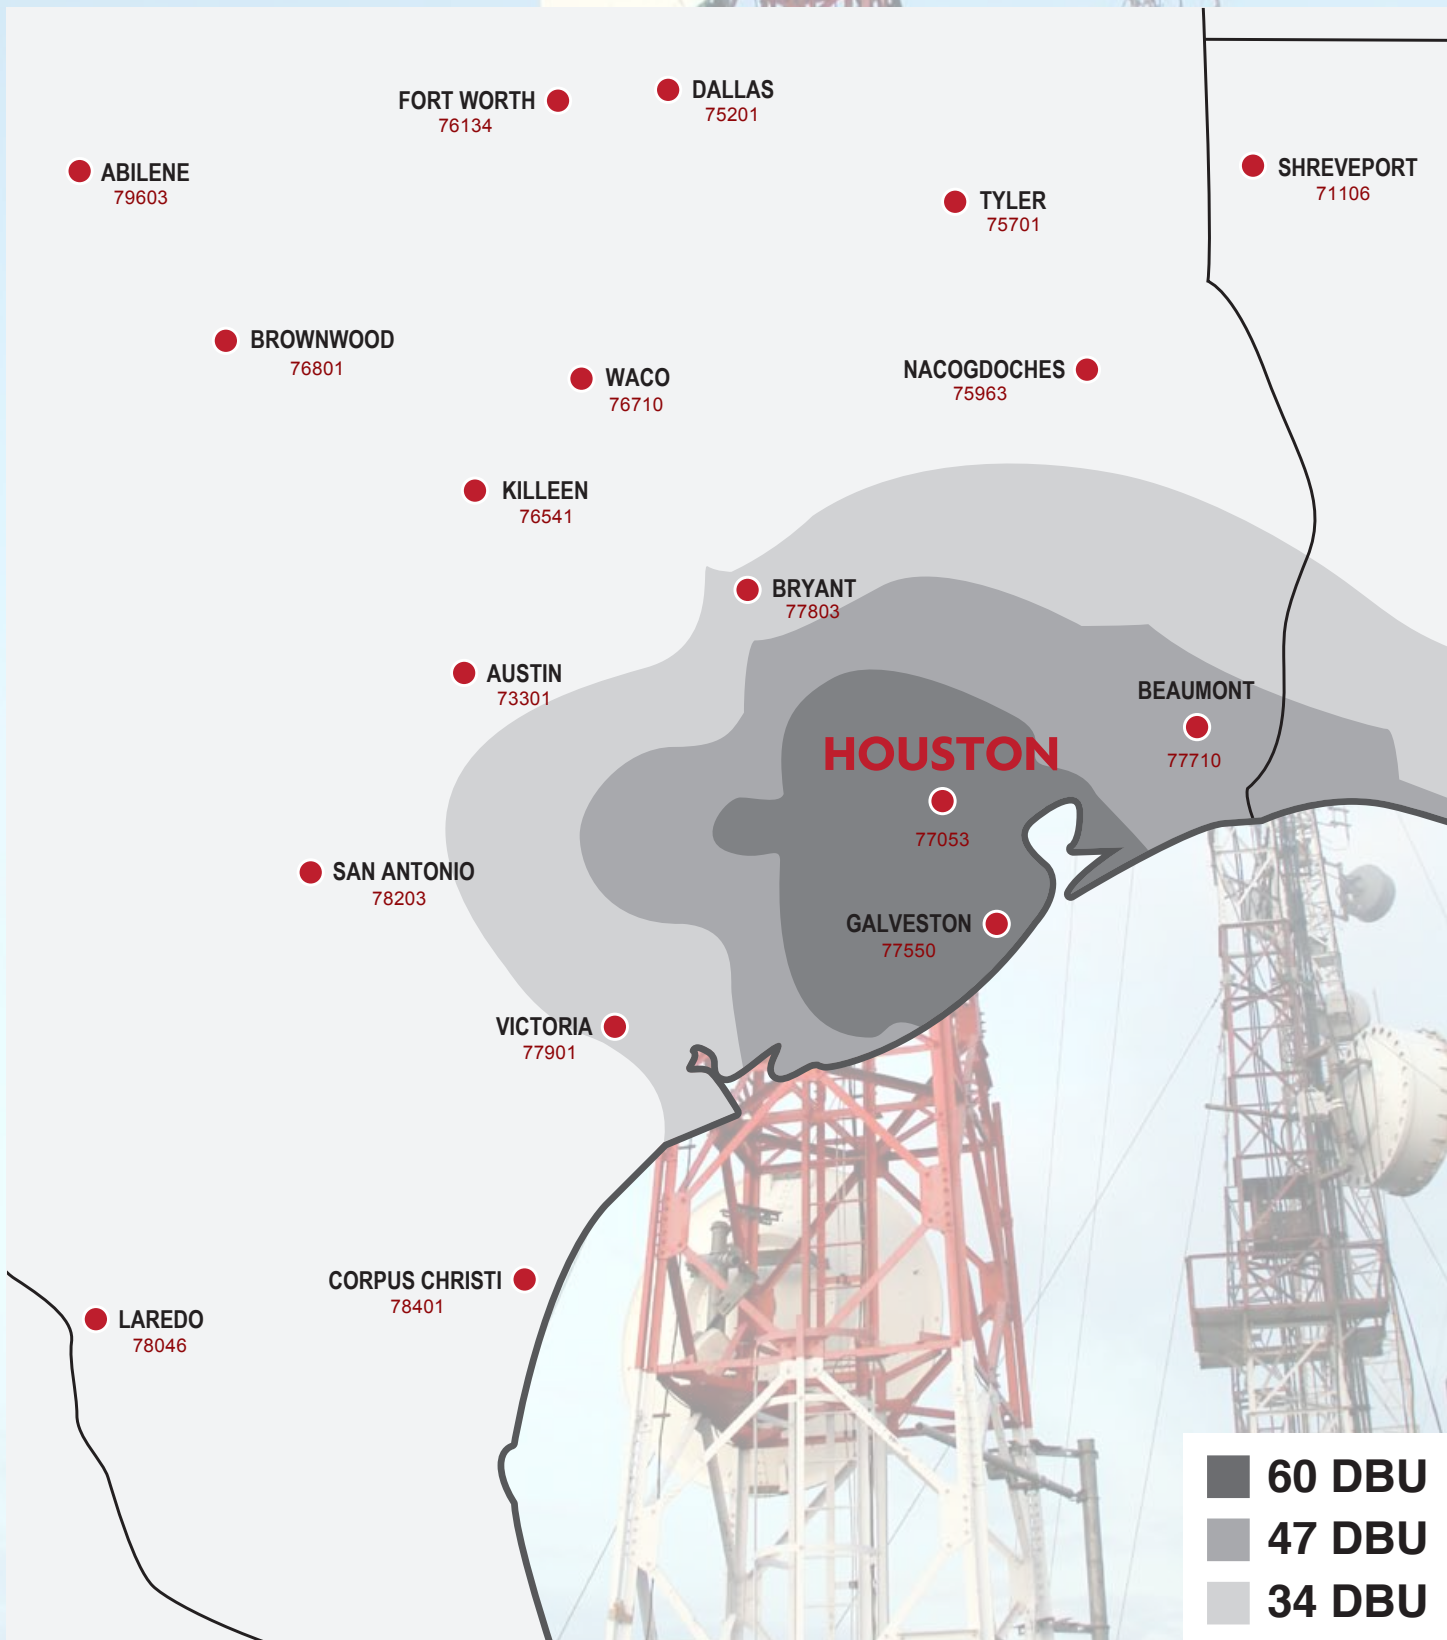 DALLAS
75201
FORT WORTH
76134
ABILENE
79603
SHREVEPORT
71106
TYLER
75701
BROWNWOOD
76801
WACO
76710
NACOGDOCHES
75963
KILLEEN
76541
BRYANT
77803
AUSTIN
73301
BEAUMONT
77710
HOUSTON
77053
SAN ANTONIO
78203
GALVESTON
77550
VICTORIA
77901
CORPUS CHRISTI
78401
LAREDO
78046
60 DBU
47 DBU
34 DBU